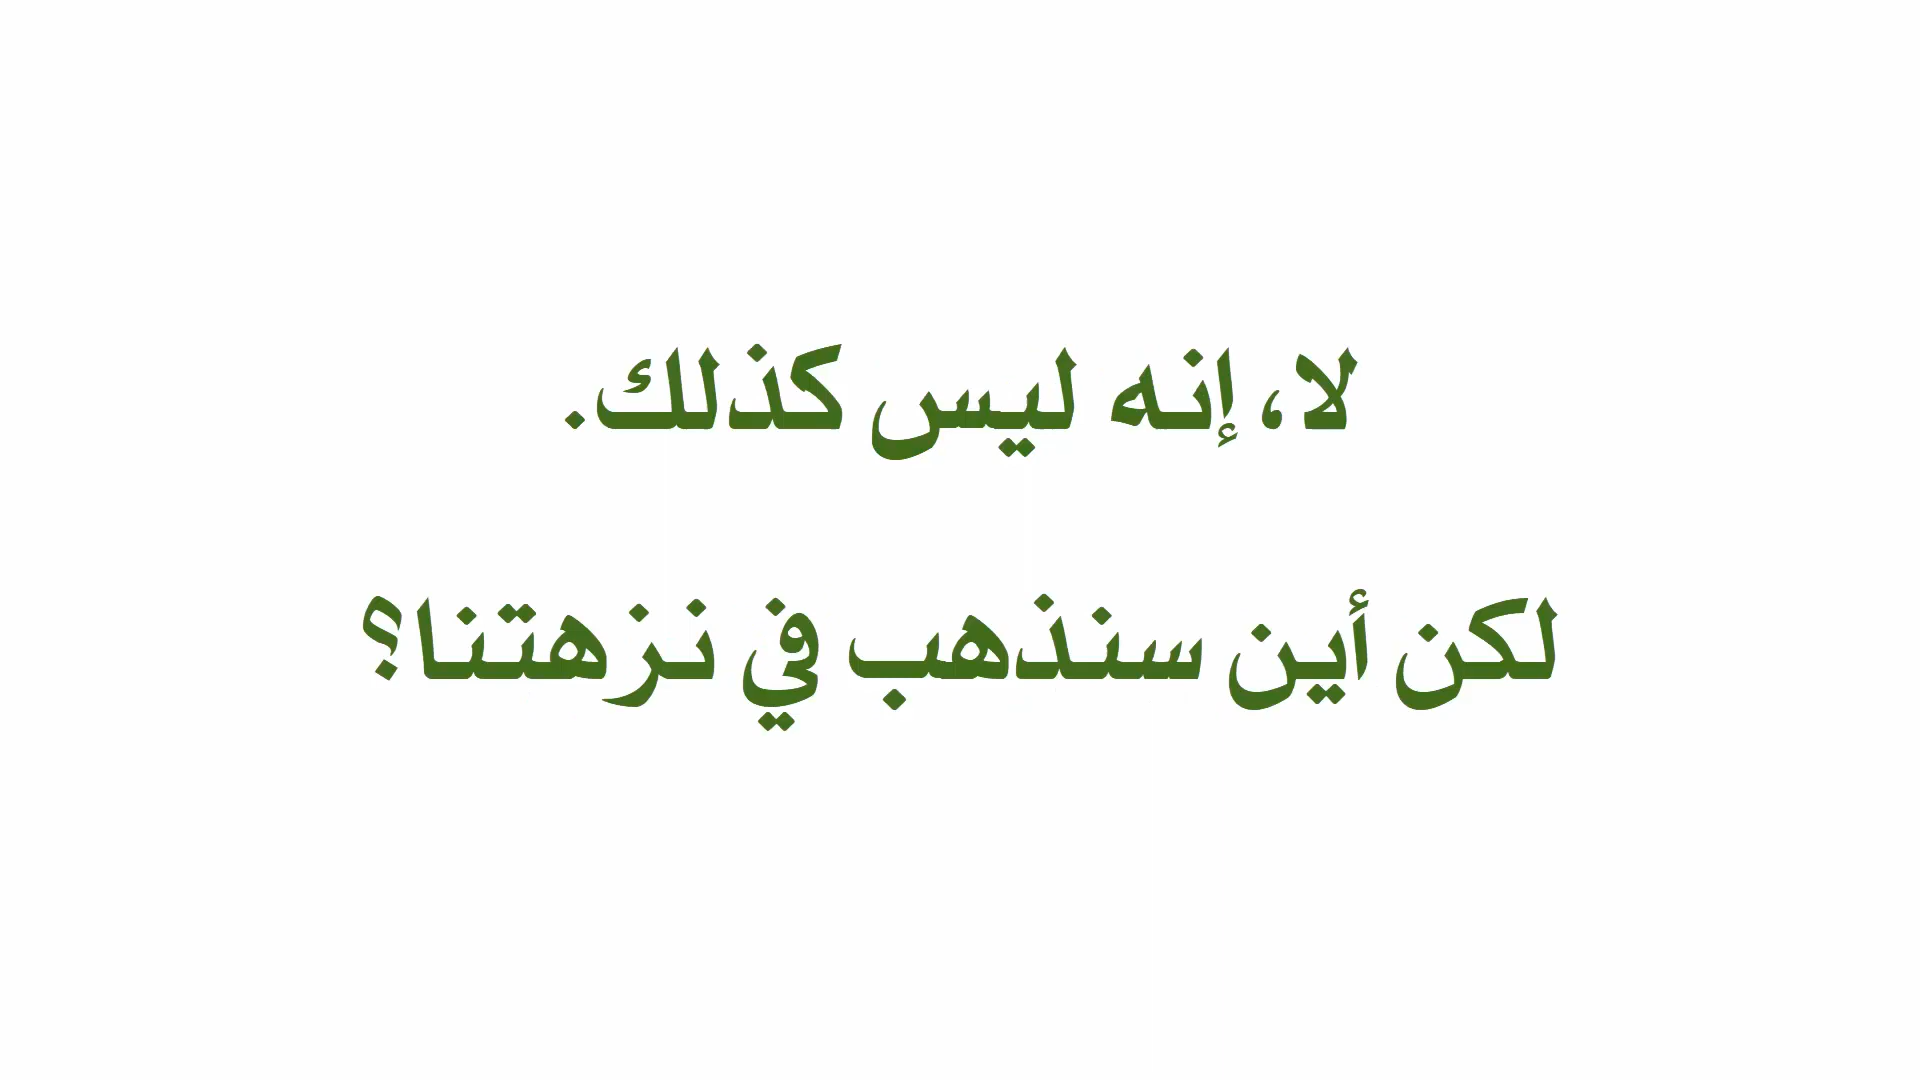 لا، إنه ليس كذلك.
لكن أين سنذهب في نزهتنا؟